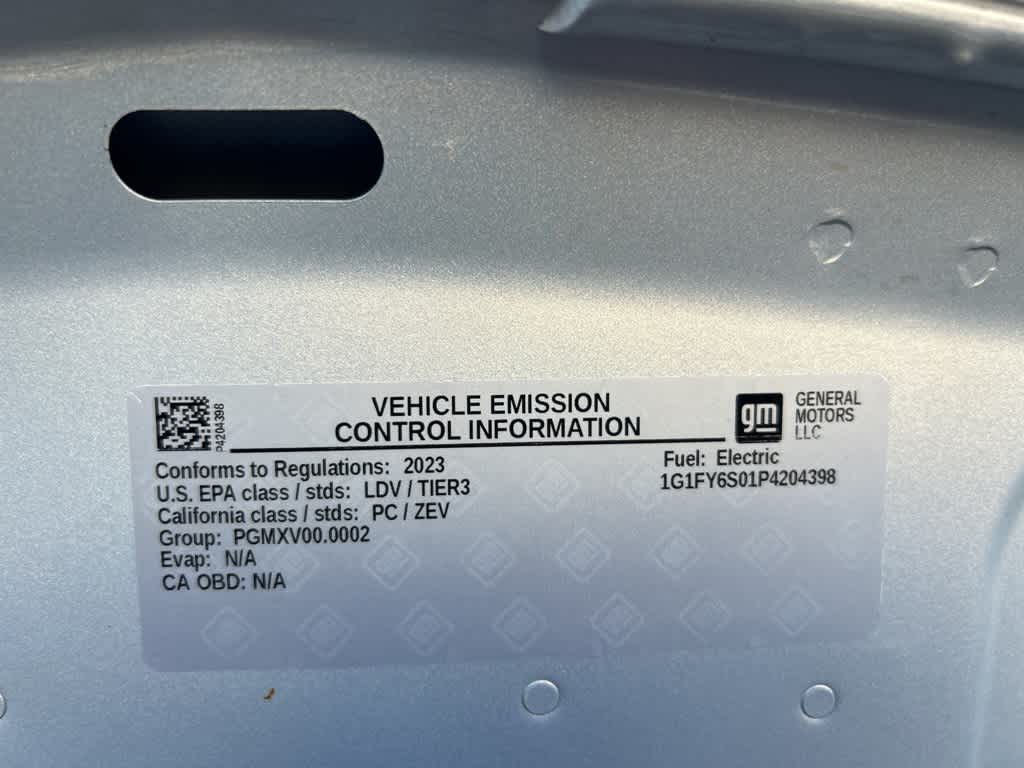 P4204398
VEHICLE EMISSION
CONTROL INFORMATION
gm
GENERAL
MOTORS
LLC
Conforms to Regulations: 2023
U.S. EPA class / stds: LDV / TIER3
California class / stds: PC / ZEV
Group: PGMXV00.0002
Evap: N/A
CA OBD: N/A
Fuel: Electric
1G1FY6S01P4204398